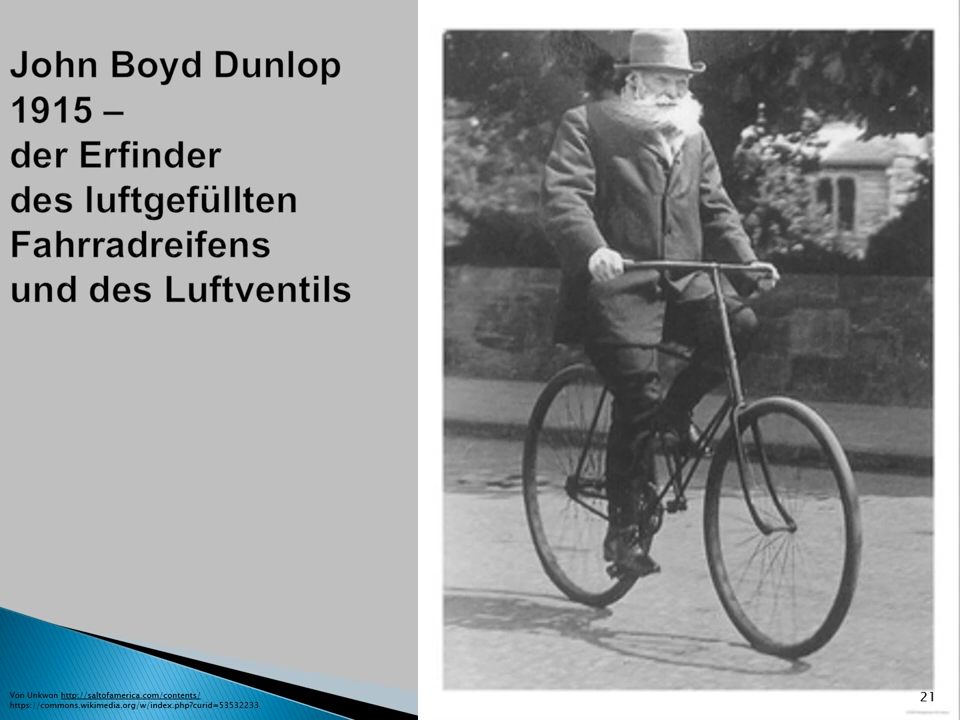 John Boyd Dunlop
1915 –
der Erfinder
des luftgefüllten
Fahrradreifens
und des Luftventils
Von Unkwon http://saltofamerica.com/contents/
https://commons.wikimedia.org/w/index.php?curid=53532233
21